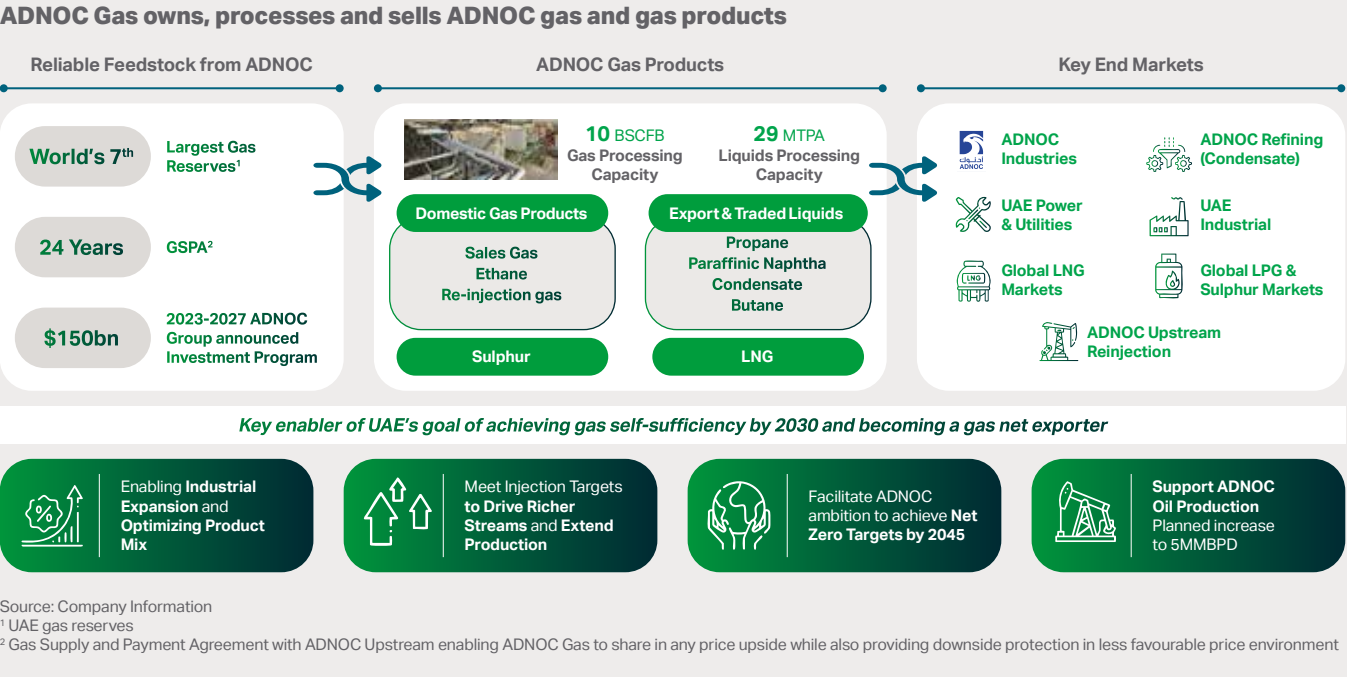 ADNOC Gas owns, processes and sells ADNOC gas and gas products
Reliable Feedstock from ADNOC
World's 7th
Largest Gas
Reserves¹
24 Years
GSPA²
$150bn
2023-2027 ADNOC
Group announced
Investment Program
ADNOC Gas Products
10 BSCFB
Gas Processing
Capacity
29 MTPA
Liquids Processing
Capacity
Domestic Gas Products
Sales Gas
Ethane
Re-injection gas
Sulphur
Export & Traded Liquids
Propane
Paraffinic Naphtha
Condensate
Butane
LNG
Key End Markets
أدنوك
ADNOC
ADNOC
Industries
ADNOC Refining
(Condensate)
UAE Power
& Utilities
UAE
Industrial
LNG
Global LNG
Markets
Global LPG &
Sulphur Markets
ADNOC Upstream
Reinjection
Key enabler of UAE's goal of achieving gas self-sufficiency by 2030 and becoming a gas net exporter
%
Enabling Industrial
Expansion and
Optimizing Product
Mix
Meet Injection Targets
to Drive Richer
Streams and Extend
Production
Facilitate ADNOC
ambition to achieve Net
Zero Targets by 2045
Support ADNOC
Oil Production
Planned increase
to 5MMBPD
Source: Company Information
¹ UAE gas reserves
² Gas Supply and Payment Agreement with ADNOC Upstream enabling ADNOC Gas to share in any price upside while also providing downside protection in less favourable price environment